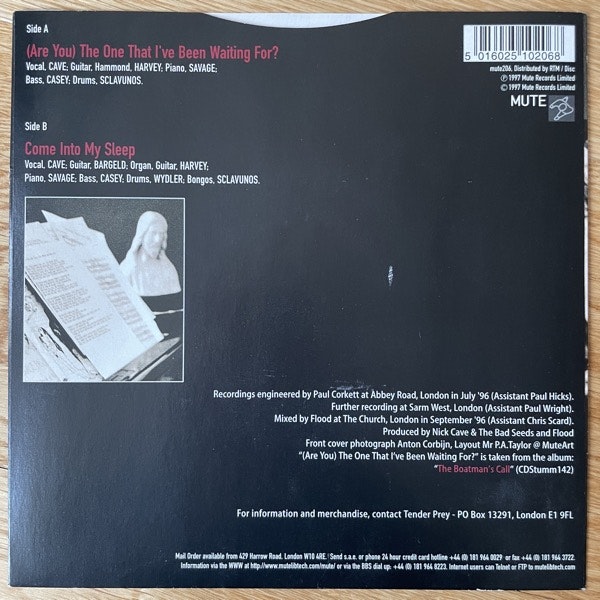 Side A
(Are You) The One That I've Been Waiting For?
Vocal, CAVE; Guitar, Hammond, HARVEY; Piano, SAVAGE;
Bass, CASEY; Drums, SCLAVUNOS.
5016025102068
mute206. Distributed by RTM / Disc
Ⓟ 1997 Mute Records Limited
© 1997 Mute Records Limited
MUTE
Side B
Come Into My Sleep
Vocal, CAVE; Guitar, BARGELD; Organ, Guitar, HARVEY;
Piano, SAVAGE; Bass, CASEY; Drums, WYDLER; Bongos, SCLAVUNOS.
Recordings engineered by Paul Corkett at Abbey Road, London in July '96 (Assistant Paul Hicks).
Further recording at Sarm West, London (Assistant Paul Wright).
Mixed by Flood at The Church, London in September '96 (Assistant Chris Scard).
Produced by Nick Cave & The Bad Seeds and Flood
Front cover photograph Anton Corbijn, Layout Mr P.A.Taylor @ MuteArt
"(Are You) The One That I've Been Waiting For?" is taken from the album:
"The Boatman's Call" (CDStumm142)
For information and merchandise, contact Tender Prey - PO Box 13291, London E1 9FL
Mail Order available from 429 Harrow Road, London W10 4RE. Send s.a.e. or phone 24 hour credit card hotline +44 (0) 181 964 0029 or fax +44 (0) 181 964 3722.
Information via the WWW at http://www.mutelibtech.com/mute/ or via the BBS dial up: +44 (0) 181 964 8223. Internet users can Telnet or FTP to mutelibtech.com